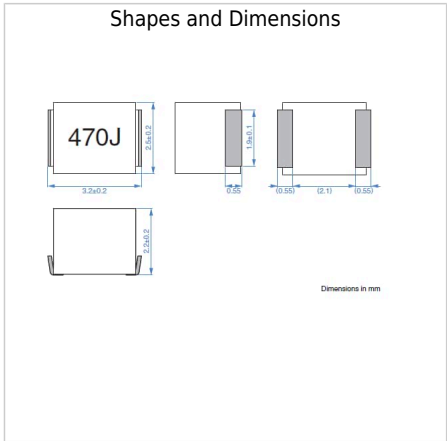 Shapes and Dimensions
470J
2.5±0.2
3.2±0.2
1.9±0.1
0.55
(0.55)
(2.1)
(0.55)
2.2±0.2
Dimensions in mm